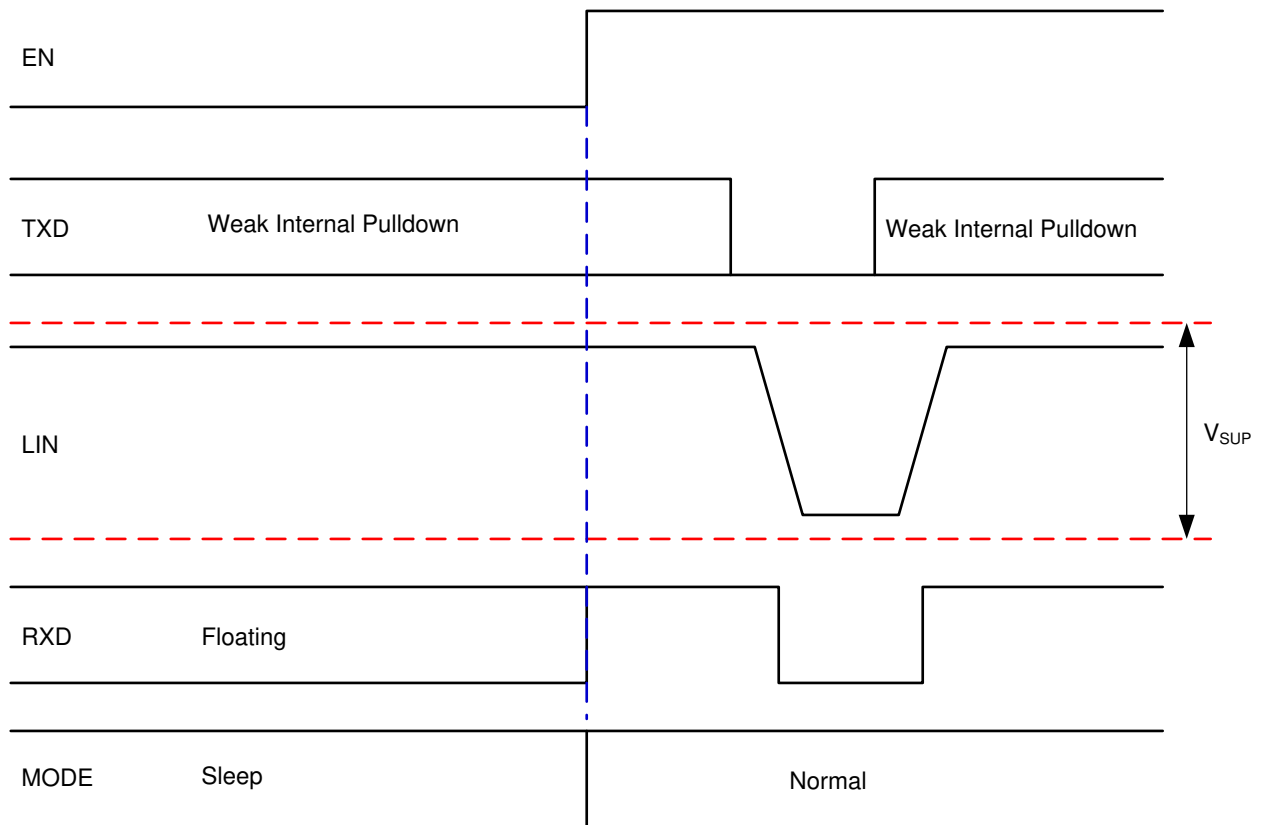 EN
TXD
Weak Internal Pulldown
Weak Internal Pulldown
LIN
VSUP
RXD
Floating
MODE
Sleep
Normal